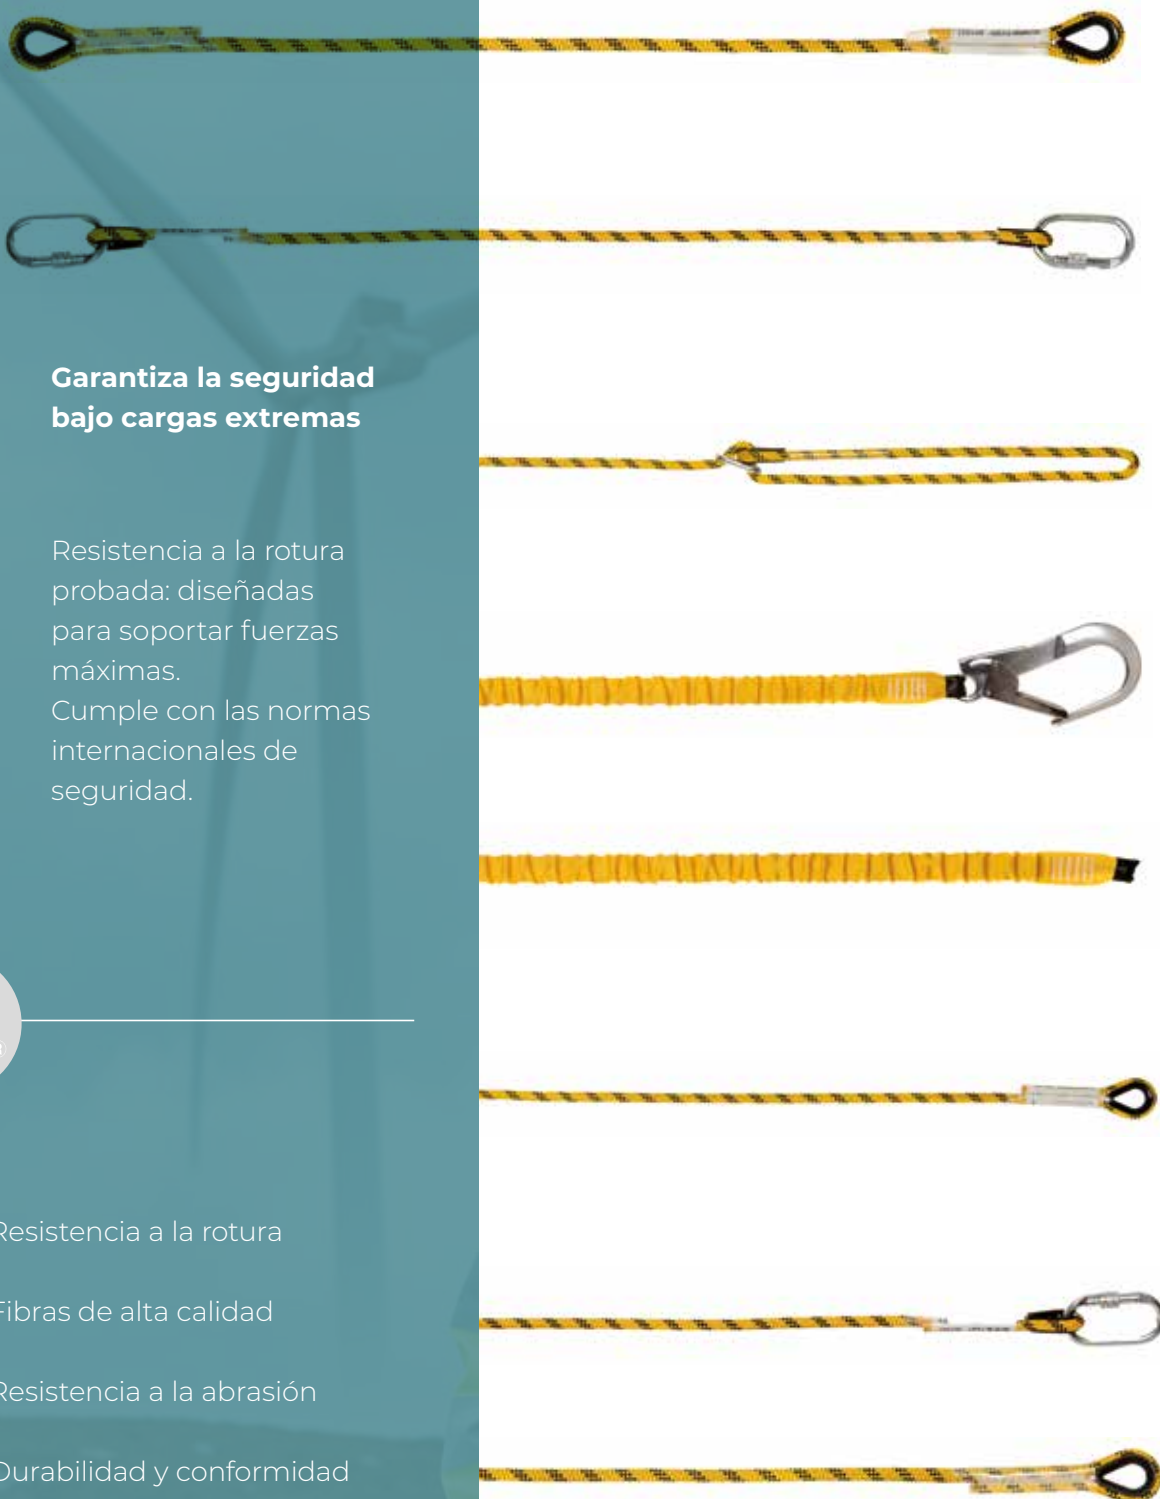 Garantiza la seguridad
bajo cargas extremas
Resistencia a la rotura
probada: diseñadas
para soportar fuerzas
máximas.
Cumple con las normas
internacionales de
seguridad.
Resistencia a la rotura
Fibras de alta calidad
Resistencia a la abrasión
Durabilidad y conformidad